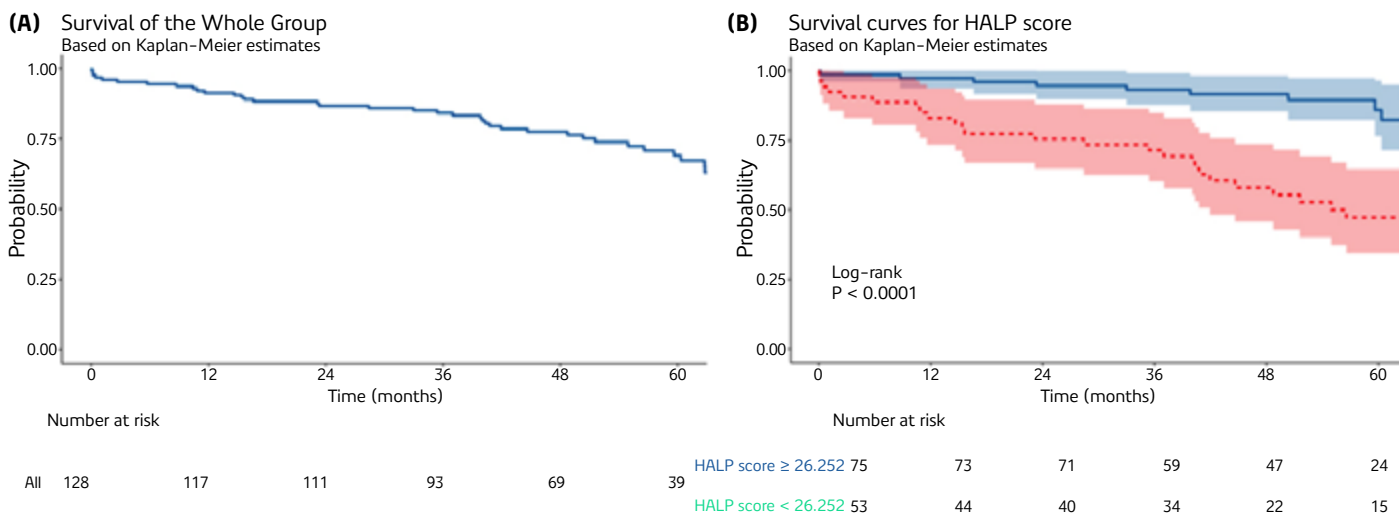 (A) Survival of the Whole Group
Based on Kaplan-Meier estimates
1.00
0.75
0.50
0.25
0.00
Probability
0 12 24 36 48 60
Time (months)
Number at risk
All 128 117 111 93 69 39
(B) Survival curves for HALP score
Based on Kaplan-Meier estimates
1.00
0.75
0.50
0.25
0.00
Probability
Log-rank
P < 0.0001
0 12 24 36 48 60
Time (months)
Number at risk
HALP score ≥ 26.252 75 73 71 59 47 24
HALP score < 26.252 53 44 40 34 22 15